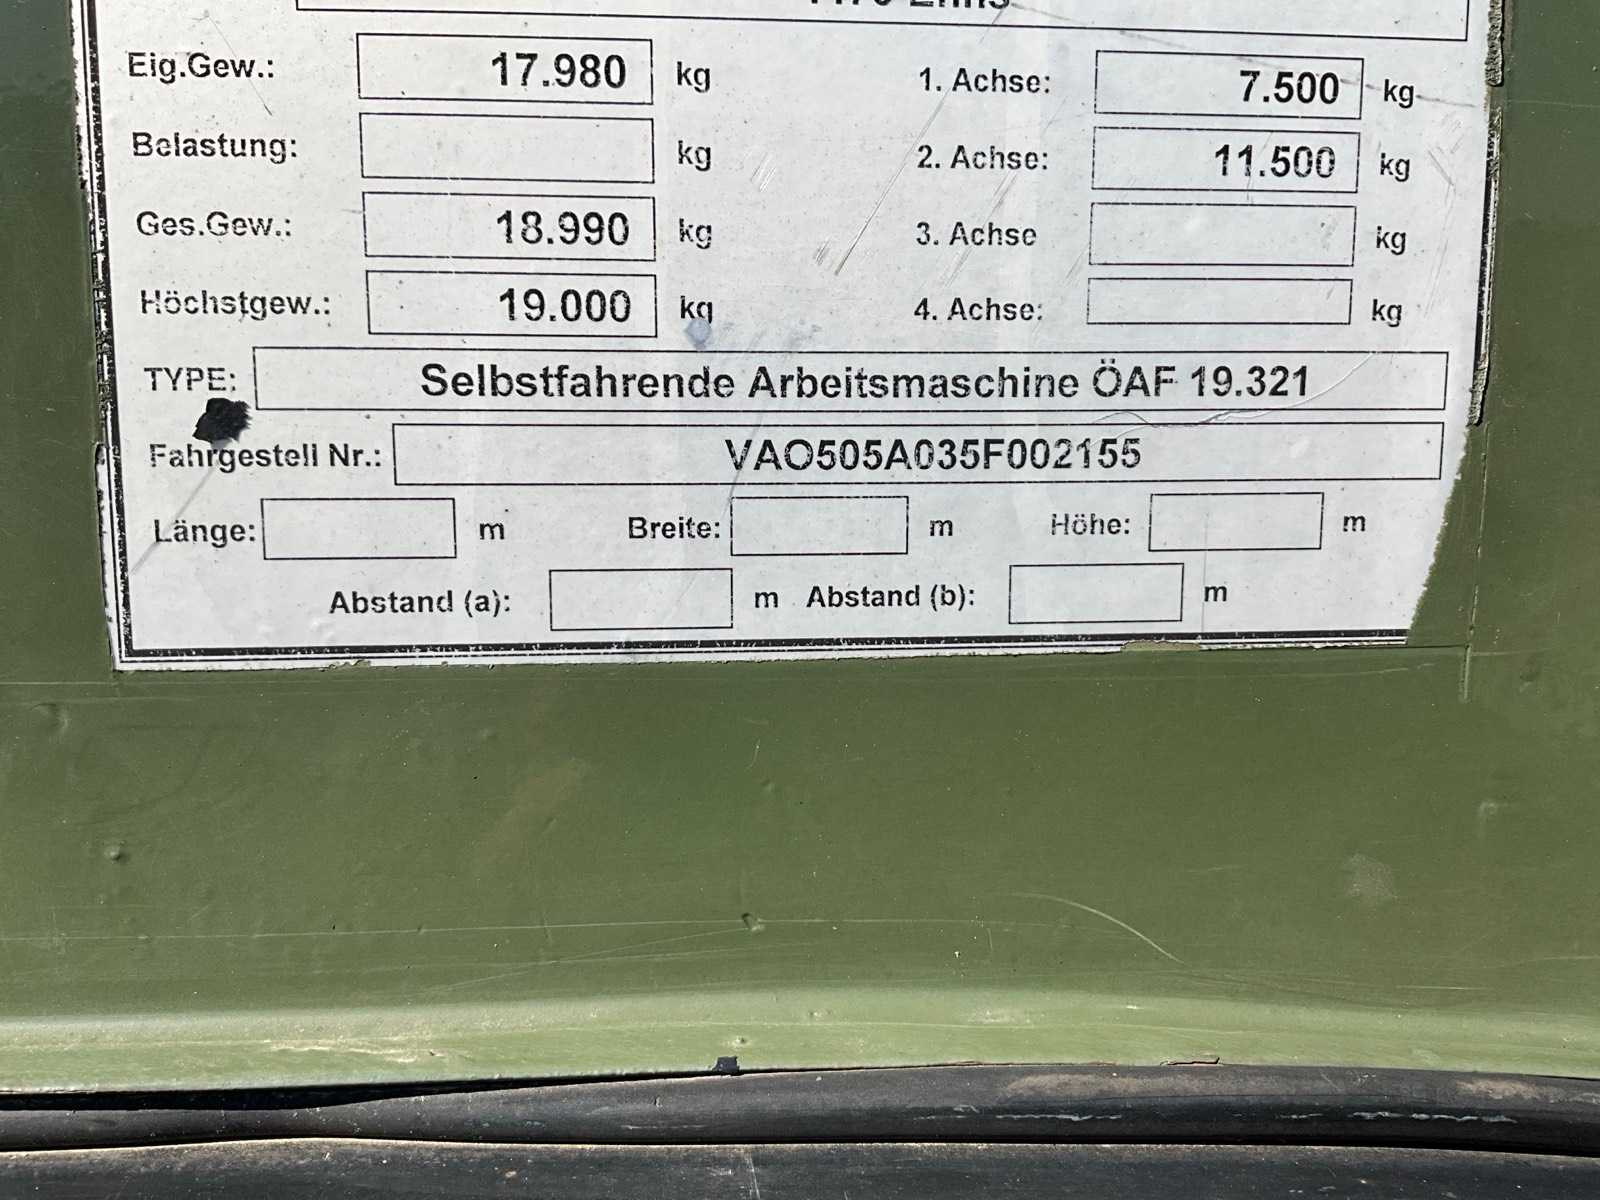 Eig.Gew.: 17.980 kg 1. Achse: 7.500 kg
Belastung: kg 2. Achse: 11.500 kg
Ges.Gew.: 18.990 kg 3. Achse kg
Höchstgew.: 19.000 kg 4. Achse: kg
TYPE: Selbstfahrende Arbeitsmaschine ÖAF 19.321
Fahrgestell Nr.: VAO505A035F002155
Länge: m Breite: m Höhe: m
Abstand (a): m Abstand (b): m